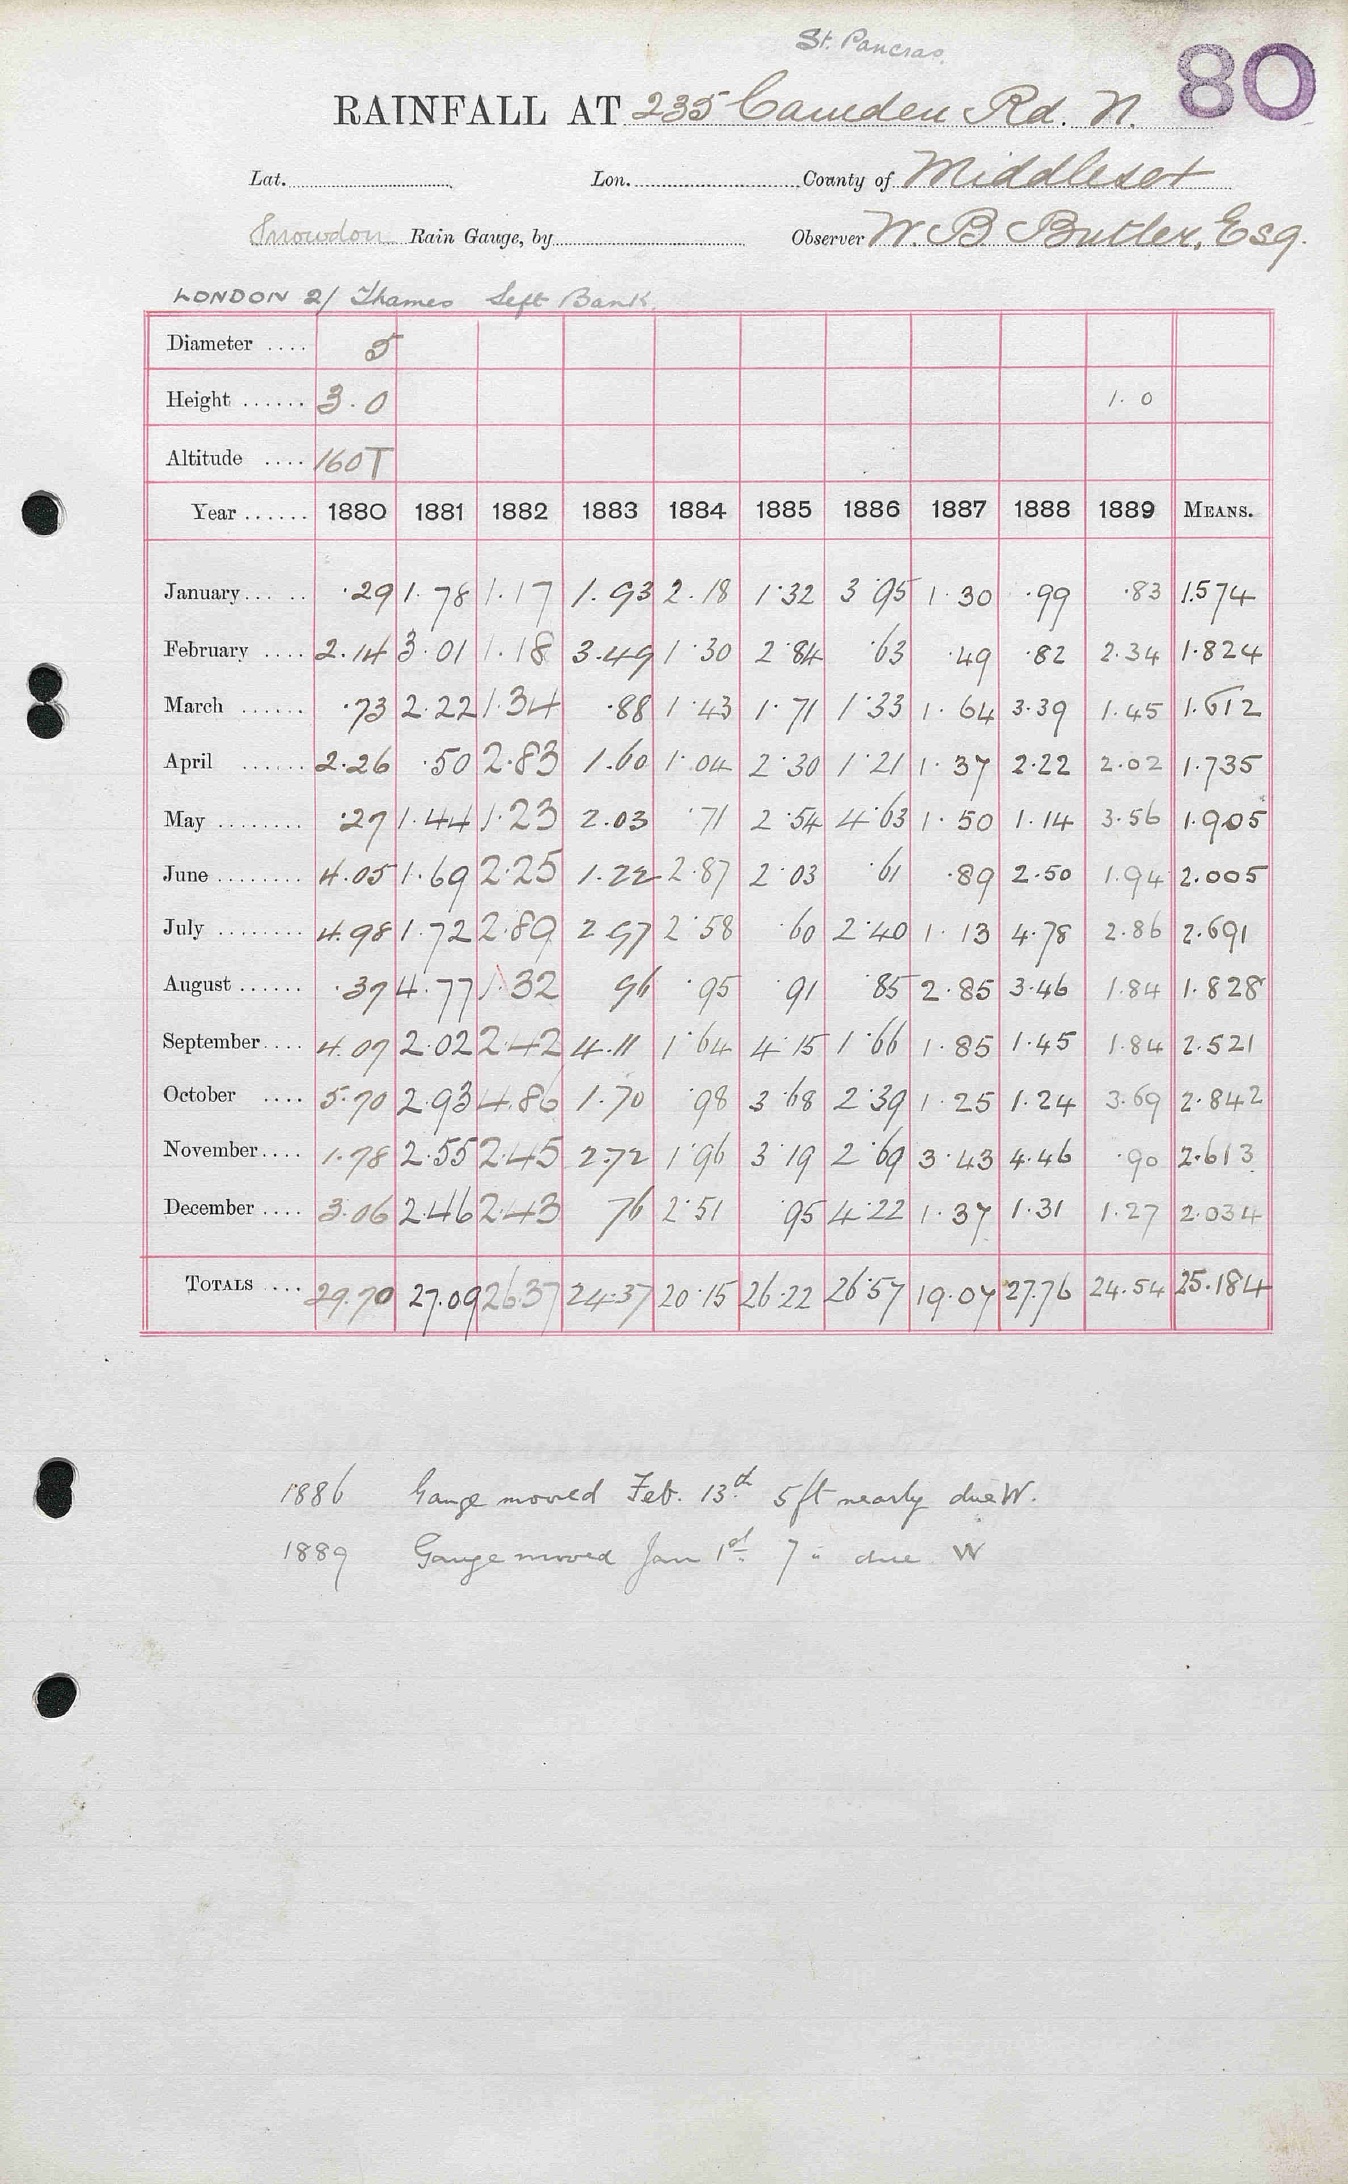 St. Pancras.
80
RAINFALL AT 235 Camden Rd. N.
Lat. Lon. County of Middlesex
Snowdon Rain Gauge, by Observer W. B. Butler, Esq.
LONDON 2/ Thames Left Bank.
Diameter .... 5
Height ...... 3.0 1.0
Altitude .... 160T
Year ...... 1880 1881 1882 1883 1884 1885 1886 1887 1888 1889 MEANS.
January... .. .29 1.78 1.17 1.93 2.18 1.32 3.95 1.30 .99 .83 1.574
February .... 2.14 3.01 1.18 3.49 1.30 2.84 .63 .49 .82 2.34 1.824
March ...... .73 2.22 1.34 .88 1.43 1.71 1.33 1.64 3.39 1.45 1.612
April ...... 2.26 .50 2.83 1.60 1.04 2.30 1.21 1.37 2.22 2.02 1.735
May ........ .27 1.44 1.23 2.03 .71 2.54 4.63 1.50 1.14 3.56 1.905
June ........ 4.05 1.69 2.25 1.22 2.87 2.03 .61 .89 2.50 1.94 2.005
July ........ 4.98 1.72 2.89 2.97 2.58 .60 2.40 1.13 4.78 2.86 2.691
August ...... .37 4.77 1.32 96 .95 .91 .85 2.85 3.46 1.84 1.828
September.... 4.07 2.02 2.42 4.11 1.64 4.15 1.66 1.85 1.45 1.84 2.521
October .... 5.70 2.93 4.86 1.70 .98 3.68 2.39 1.25 1.24 3.69 2.842
November.... 1.78 2.55 2.45 2.72 1.96 3.19 2.69 3.43 4.46 .90 2.613
December .... 3.06 2.46 2.43 76 2.51 .95 4.22 1.37 1.31 1.27 2.034
TOTALS ... 29.70 27.09 26.37 24.37 20.15 26.22 26.57 19.07 27.76 24.54 25.184
1886 Gauge moved Feb. 13th 5ft nearly due W.
1889 Gauge moved Jan 1st 7 " due W